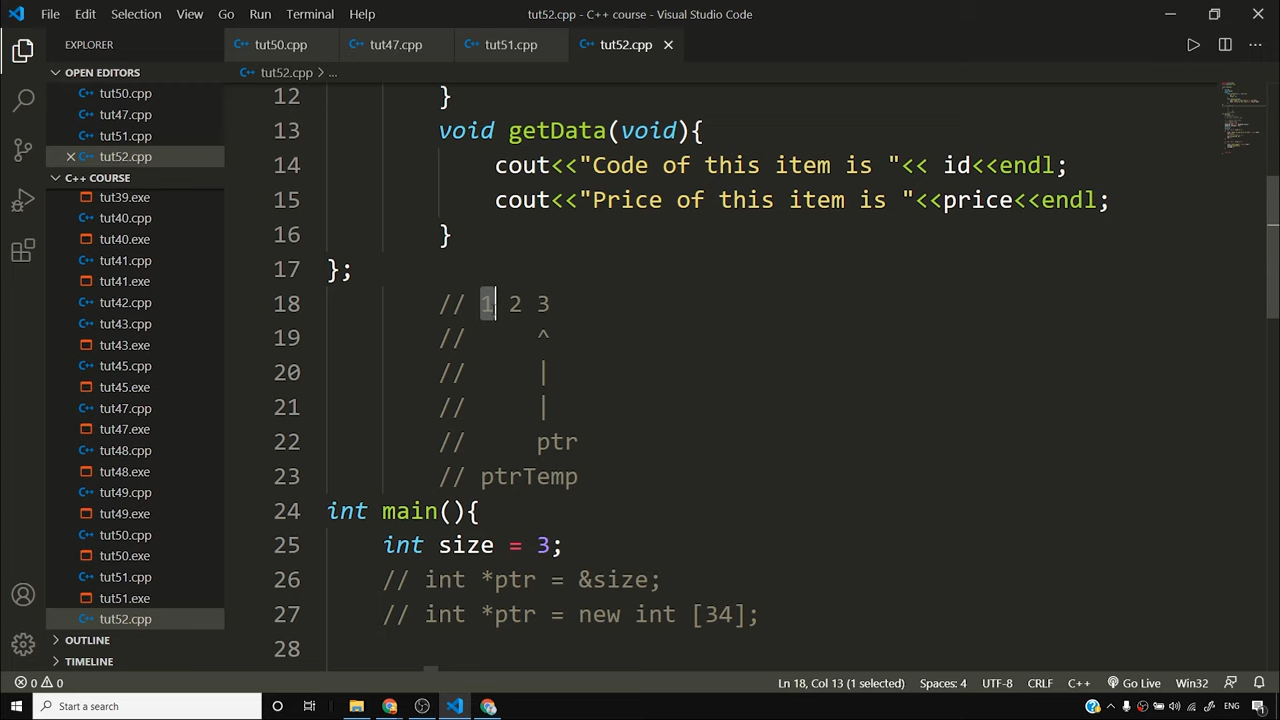 File Edit Selection View Go Run Terminal Help
tut52.cpp - C++ course - Visual Studio Code
EXPLORER
OPEN EDITORS
tut50.cpp
tut47.cpp
tut51.cpp
tut52.cpp
C++ COURSE
tut39.exe
tut40.cpp
tut40.exe
tut41.cpp
tut41.exe
tut42.cpp
tut43.cpp
tut43.exe
tut45.cpp
tut45.exe
tut47.cpp
tut47.exe
tut48.cpp
tut48.exe
tut49.cpp
tut49.exe
tut50.cpp
tut50.exe
tut51.cpp
tut51.exe
tut52.cpp
OUTLINE
TIMELINE
tut50.cpp tut47.cpp tut51.cpp tut52.cpp
tut52.cpp > ...
12 }
13 void getData(void){
14 cout<<"Code of this item is "<< id<<endl;
15 cout<<"Price of this item is "<<price<<endl;
16 }
17 };
18 // 1 2 3
19 // ^
20 // |
21 // |
22 // ptr
23 // ptrTemp
24 int main(){
25 int size = 3;
26 // int *ptr = &size;
27 // int *ptr = new int [34];
28
0 0 Ln 18, Col 13 (1 selected) Spaces: 4 UTF-8 CRLF C++ Go Live Win32
Start a search
ENG